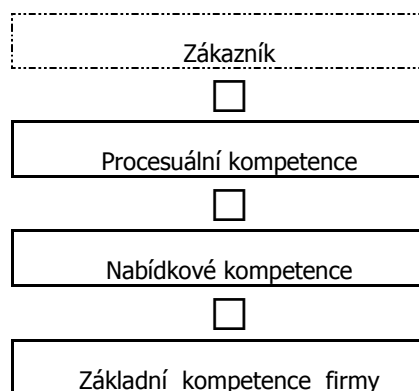 Zákazník
Procesuální kompetence
Nabídkové kompetence
Základní kompetence firmy